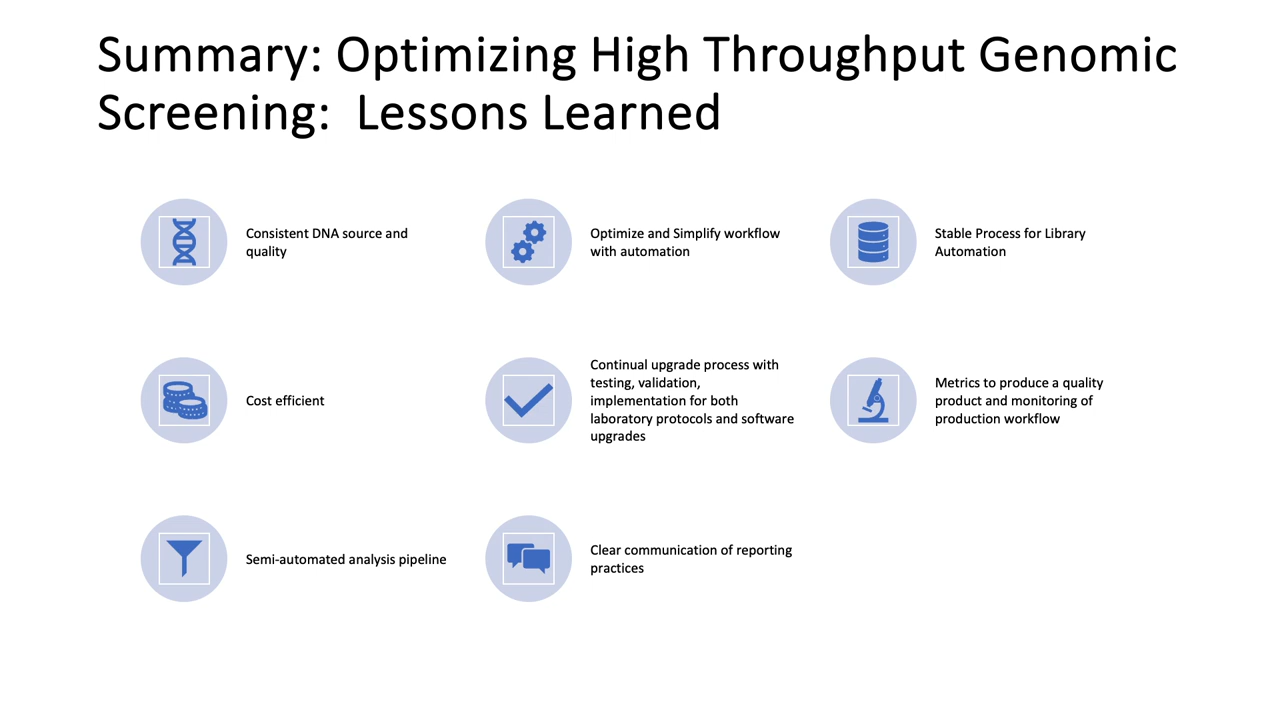 Summary: Optimizing High Throughput Genomic
Screening:  Lessons Learned
Consistent DNA source and
quality
Optimize and Simplify workflow
with automation
Stable Process for Library
Automation
Cost efficient
Continual upgrade process with
testing, validation,
implementation for both
laboratory protocols and software
upgrades
Metrics to produce a quality
product and monitoring of
production workflow
Semi-automated analysis pipeline
Clear communication of reporting
practices